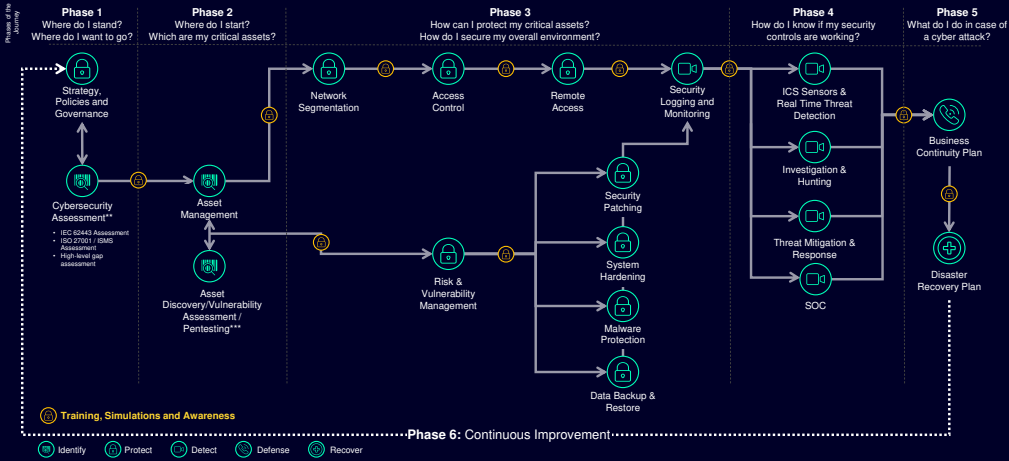 Phases of the
Journey
Phase 1
Where do I stand?
Where do I want to go?
Phase 2
Where do I start?
Which are my critical assets?
Phase 3
How can I protect my critical assets?
How do I secure my overall environment?
Phase 4
How do I know if my security
controls are working?
Phase 5
What do I do in case of
a cyber attack?
Strategy,
Policies and
Governance
Network
Segmentation
Access
Control
Remote
Access
Security
Logging and
Monitoring
ICS Sensors &
Real Time Threat
Detection
Business
Continuity Plan
Investigation &
Hunting
Cybersecurity
Assessment**
• IEC 62443 Assessment
• ISO 27001 / ISMS
Assessment
• High-level gap
assessment
Asset
Management
Security
Patching
Threat Mitigation &
Response
Asset
Discovery/Vulnerability
Assessment /
Pentesting***
Risk &
Vulnerability
Management
System
Hardening
Disaster
Recovery Plan
SOC
Malware
Protection
Data Backup &
Restore
Training, Simulations and Awareness
Phase 6: Continuous Improvement
Identify
Protect
Detect
Defense
Recover